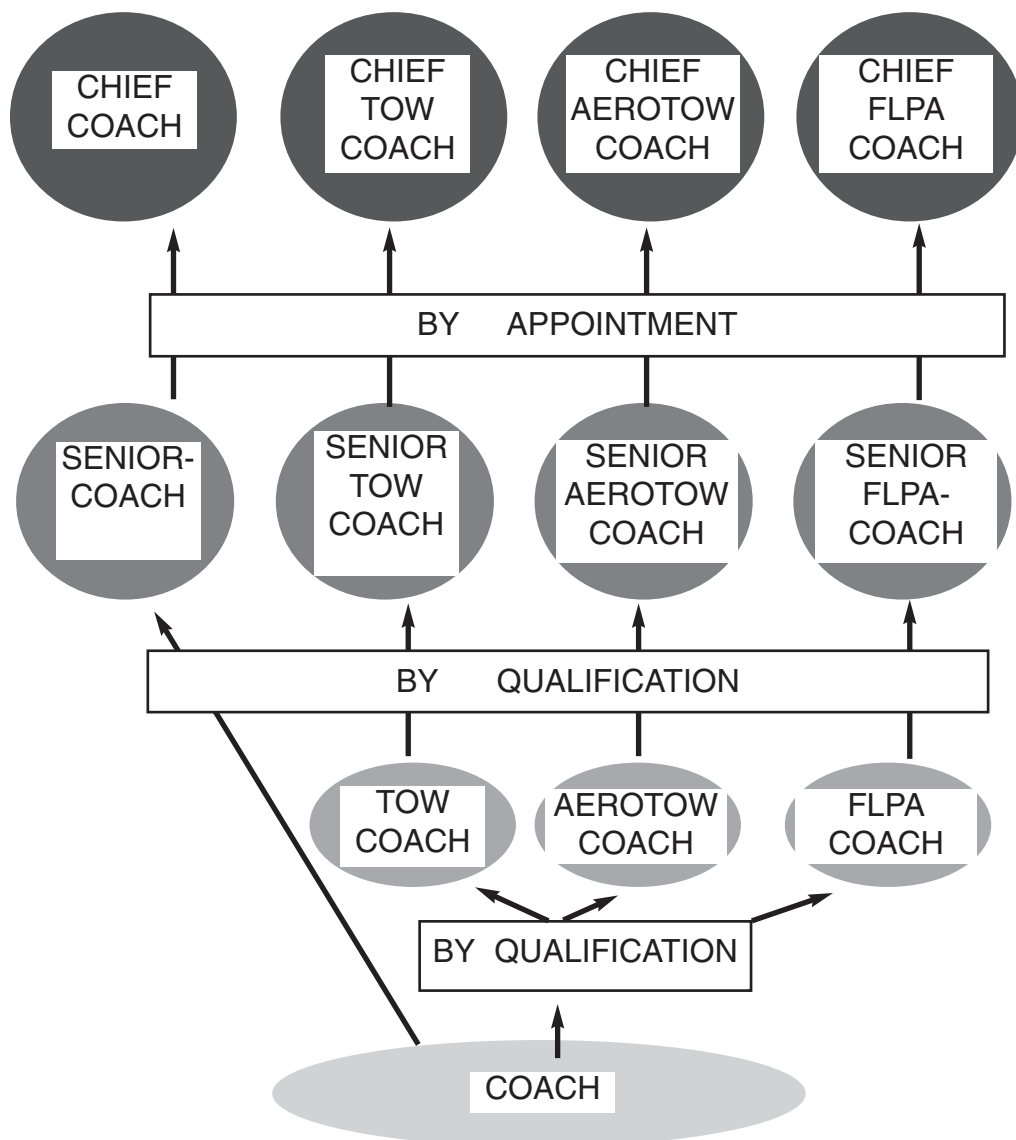 CHIEF
COACH
CHIEF
TOW
COACH
CHIEF
AEROTOW
COACH
CHIEF
FLPA
COACH
BY APPOINTMENT
SENIOR-
COACH
SENIOR
TOW
COACH
SENIOR
AEROTOW
COACH
SENIOR
FLPA-
COACH
BY QUALIFICATION
TOW
COACH
AEROTOW
COACH
FLPA
COACH
BY QUALIFICATION
COACH